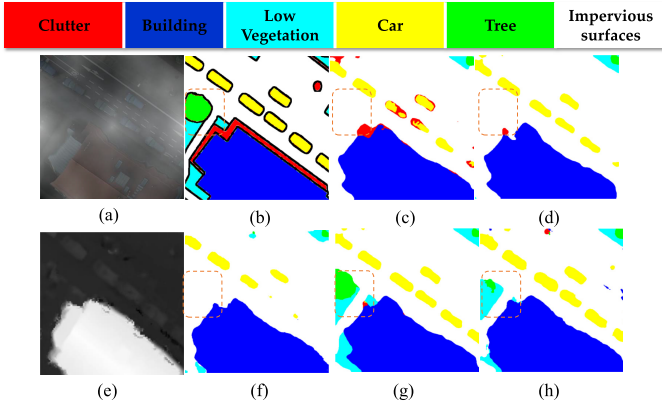 Clutter
Building
Low
Vegetation
Car
Tree
Impervious
surfaces
(a)
(b)
(c)
(d)
(e)
(f)
(g)
(h)